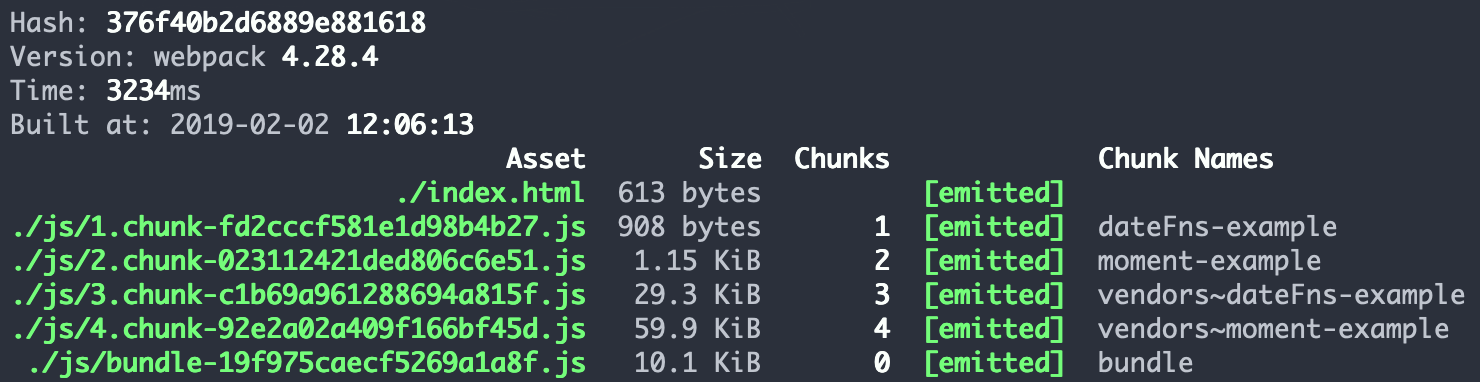 Hash: 376f40b2d6889e881618
Version: webpack 4.28.4
Time: 3234ms
Built at: 2019-02-02 12:06:13
Asset Size Chunks Chunk Names
./index.html 613 bytes [emitted]
./js/1.chunk-fd2cccf581e1d98b4b27.js 908 bytes 1 [emitted] dateFns-example
./js/2.chunk-023112421ded806c6e51.js 1.15 KiB 2 [emitted] moment-example
./js/3.chunk-c1b69a961288694a815f.js 29.3 KiB 3 [emitted] vendors~dateFns-example
./js/4.chunk-92e2a02a409f166bf45d.js 59.9 KiB 4 [emitted] vendors~moment-example
./js/bundle-19f975caecf5269a1a8f.js 10.1 KiB 0 [emitted] bundle